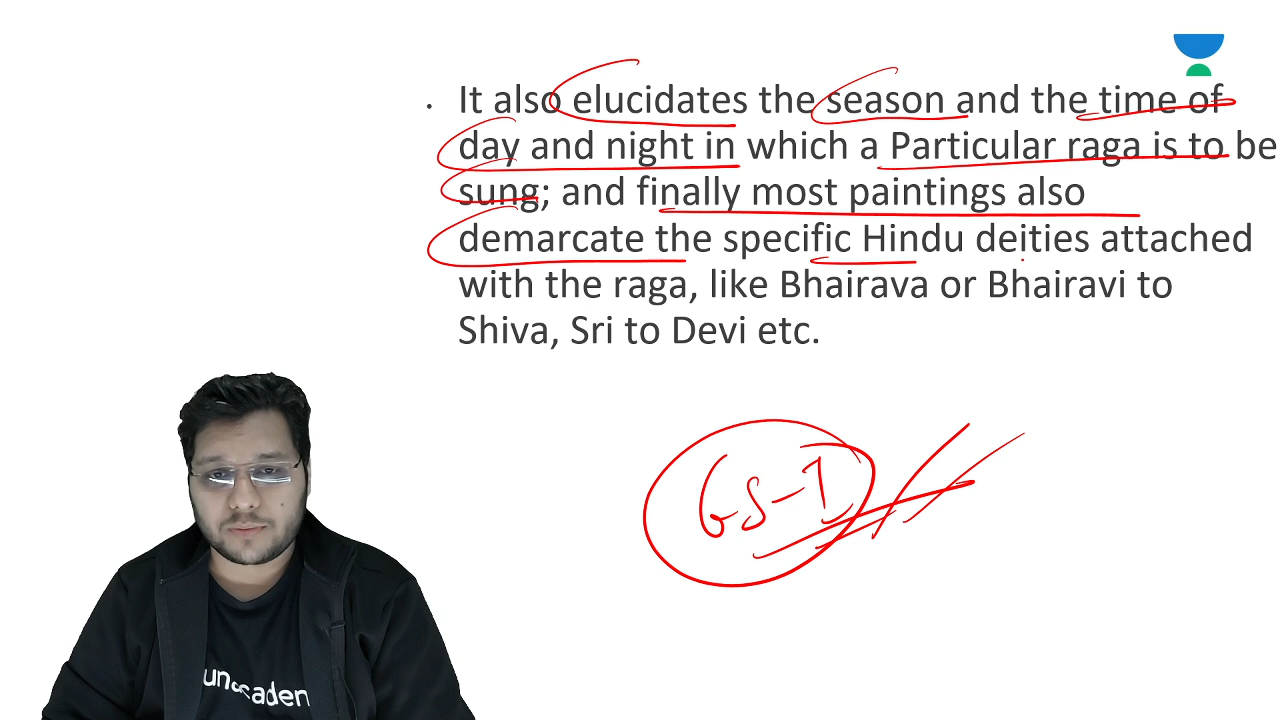 . It also elucidates the season and the time of
day and night in which a Particular raga is to be
sung; and finally most paintings also
demarcate the specific Hindu deities attached
with the raga, like Bhairava or Bhairavi to
Shiva, Sri to Devi etc.
GS-1
unacaden